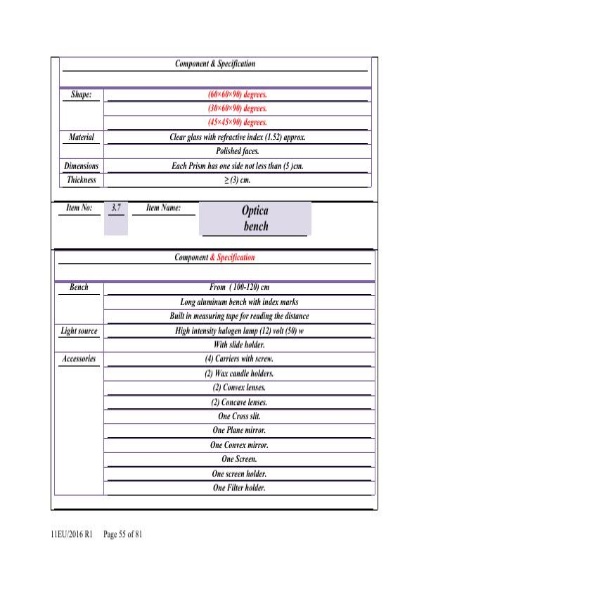 Component & Specification
Shape: (60×60×90) degrees.
(30×60×90) degrees.
(45×45×90) degrees.
Material Clear glass with refractive index (1.52) approx.
Polished faces.
Dimensions Each Prism has one side not less than (5 )cm.
Thickness ≥ (3) cm.
Item No: 3.7 Item Name: Optica
bench
Component & Specification
Bench From ( 100-120) cm
Long aluminum bench with index marks
Built in measuring tape for reading the distance
Light source High intensity halogen lamp (12) volt (50) w
With slide holder.
Accessories (4) Carriers with screw.
(2) Wax candle holders.
(2) Convex lenses.
(2) Concave lenses.
One Cross slit.
One Plane mirror.
One Convex mirror.
One Screen.
One screen holder.
One Filter holder.
11EU/2016 R1 Page 55 of 81